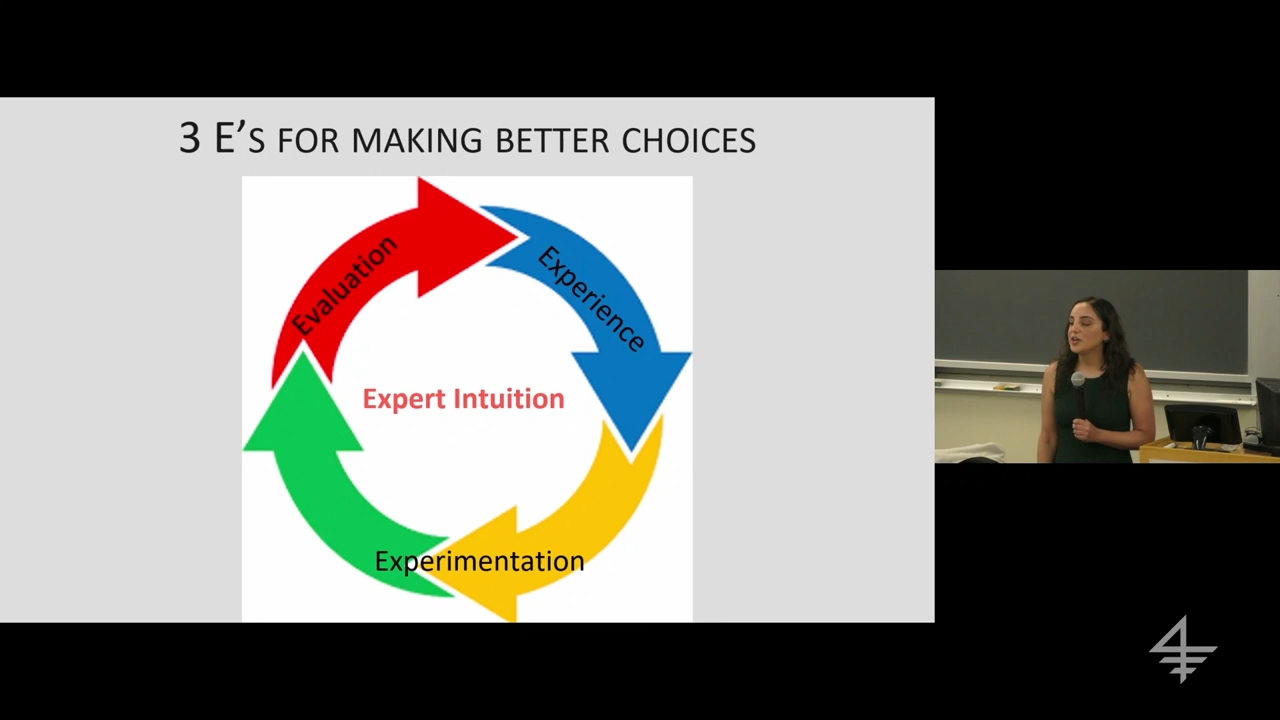 3 E’S FOR MAKING BETTER CHOICES
Evaluation
Experience
Expert Intuition
Experimentation